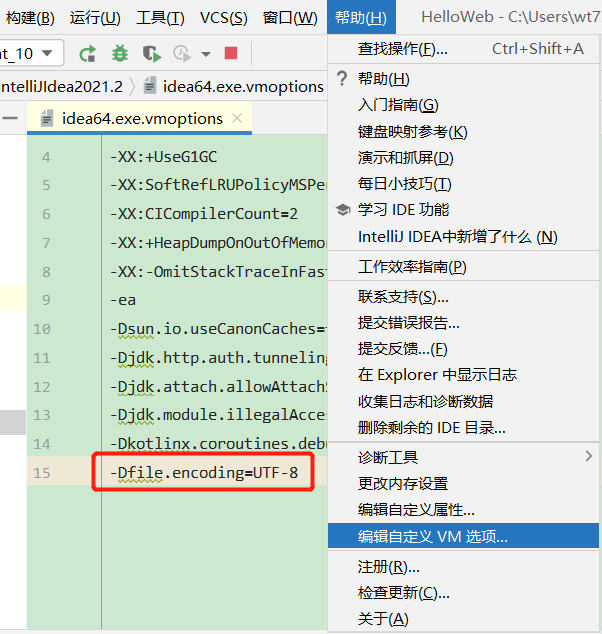 构建(B) 运行(U) 工具(T) VCS(S) 窗口(W) 帮助(H) HelloWeb - C:\Users\wt7
t_10
IntelliJIdea2021.2 idea64.exe.vmoptions
idea64.exe.vmoptions
4 -XX:+UseG1GC
5 -XX:SoftRefLRUPolicyMSPer
6 -XX:CICompilerCount=2
7 -XX:+HeapDumpOnOutOfMemor
8 -XX:-OmitStackTraceInFast
9 -ea
10 -Dsun.io.useCanonCaches=
11 -Djdk.http.auth.tunneling
12 -Djdk.attach.allowAttachS
13 -Djdk.module.illegalAcces
14 -Dkotlinx.coroutines.debu
15 -Dfile.encoding=UTF-8
查找操作(F)... Ctrl+Shift+A
? 帮助(H)
入门指南(G)
键盘映射参考(K)
演示和抓屏(D)
每日小技巧(T)
学习 IDE 功能
IntelliJ IDEA中新增了什么 (N)
工作效率指南(P)
联系支持(S)...
提交错误报告...
提交反馈...(F)
在 Explorer 中显示日志
收集日志和诊断数据
删除剩余的 IDE 目录...
诊断工具
更改内存设置
编辑自定义属性...
编辑自定义 VM 选项...
注册(R)...
检查更新(C)...
关于(A)